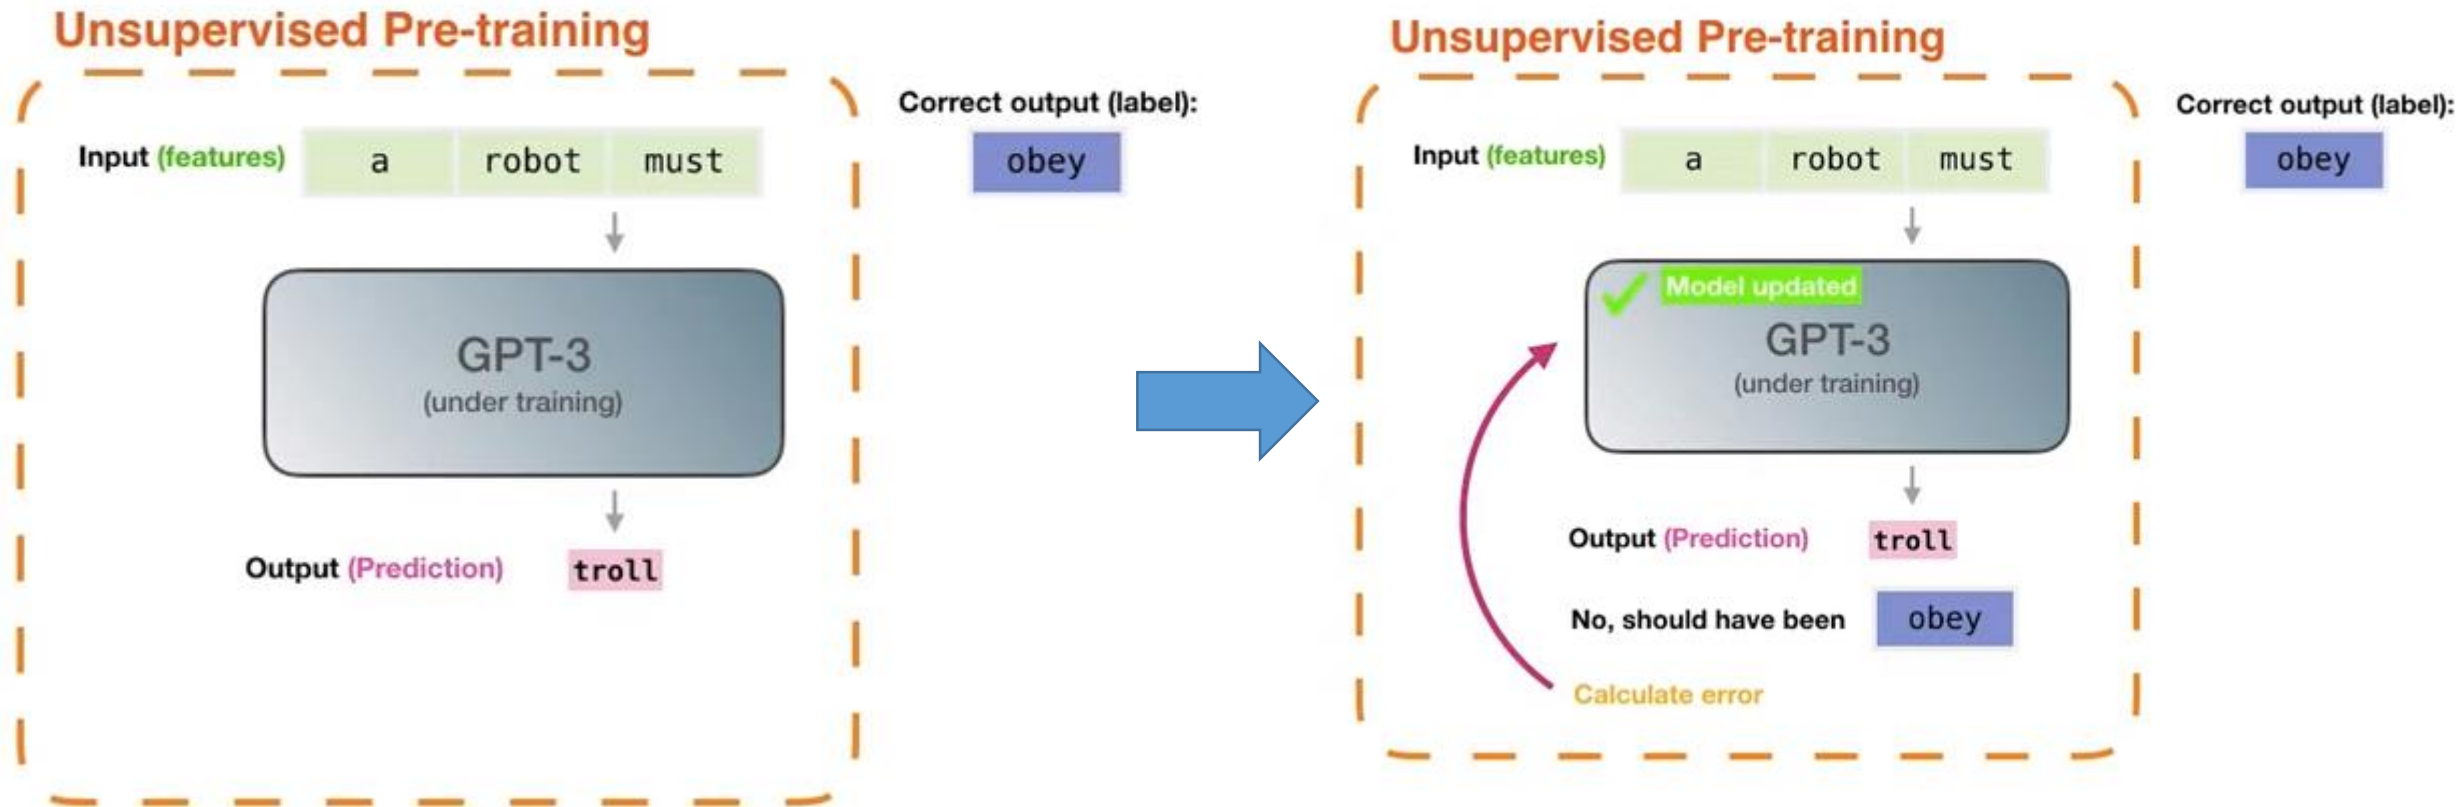 Unsupervised Pre-training
Correct output (label):
Input (features) a robot must
obey
GPT-3
(under training)
Output (Prediction) troll
Unsupervised Pre-training
Correct output (label):
Input (features) a robot must
obey
Model updated
GPT-3
(under training)
Output (Prediction) troll
No, should have been obey
Calculate error